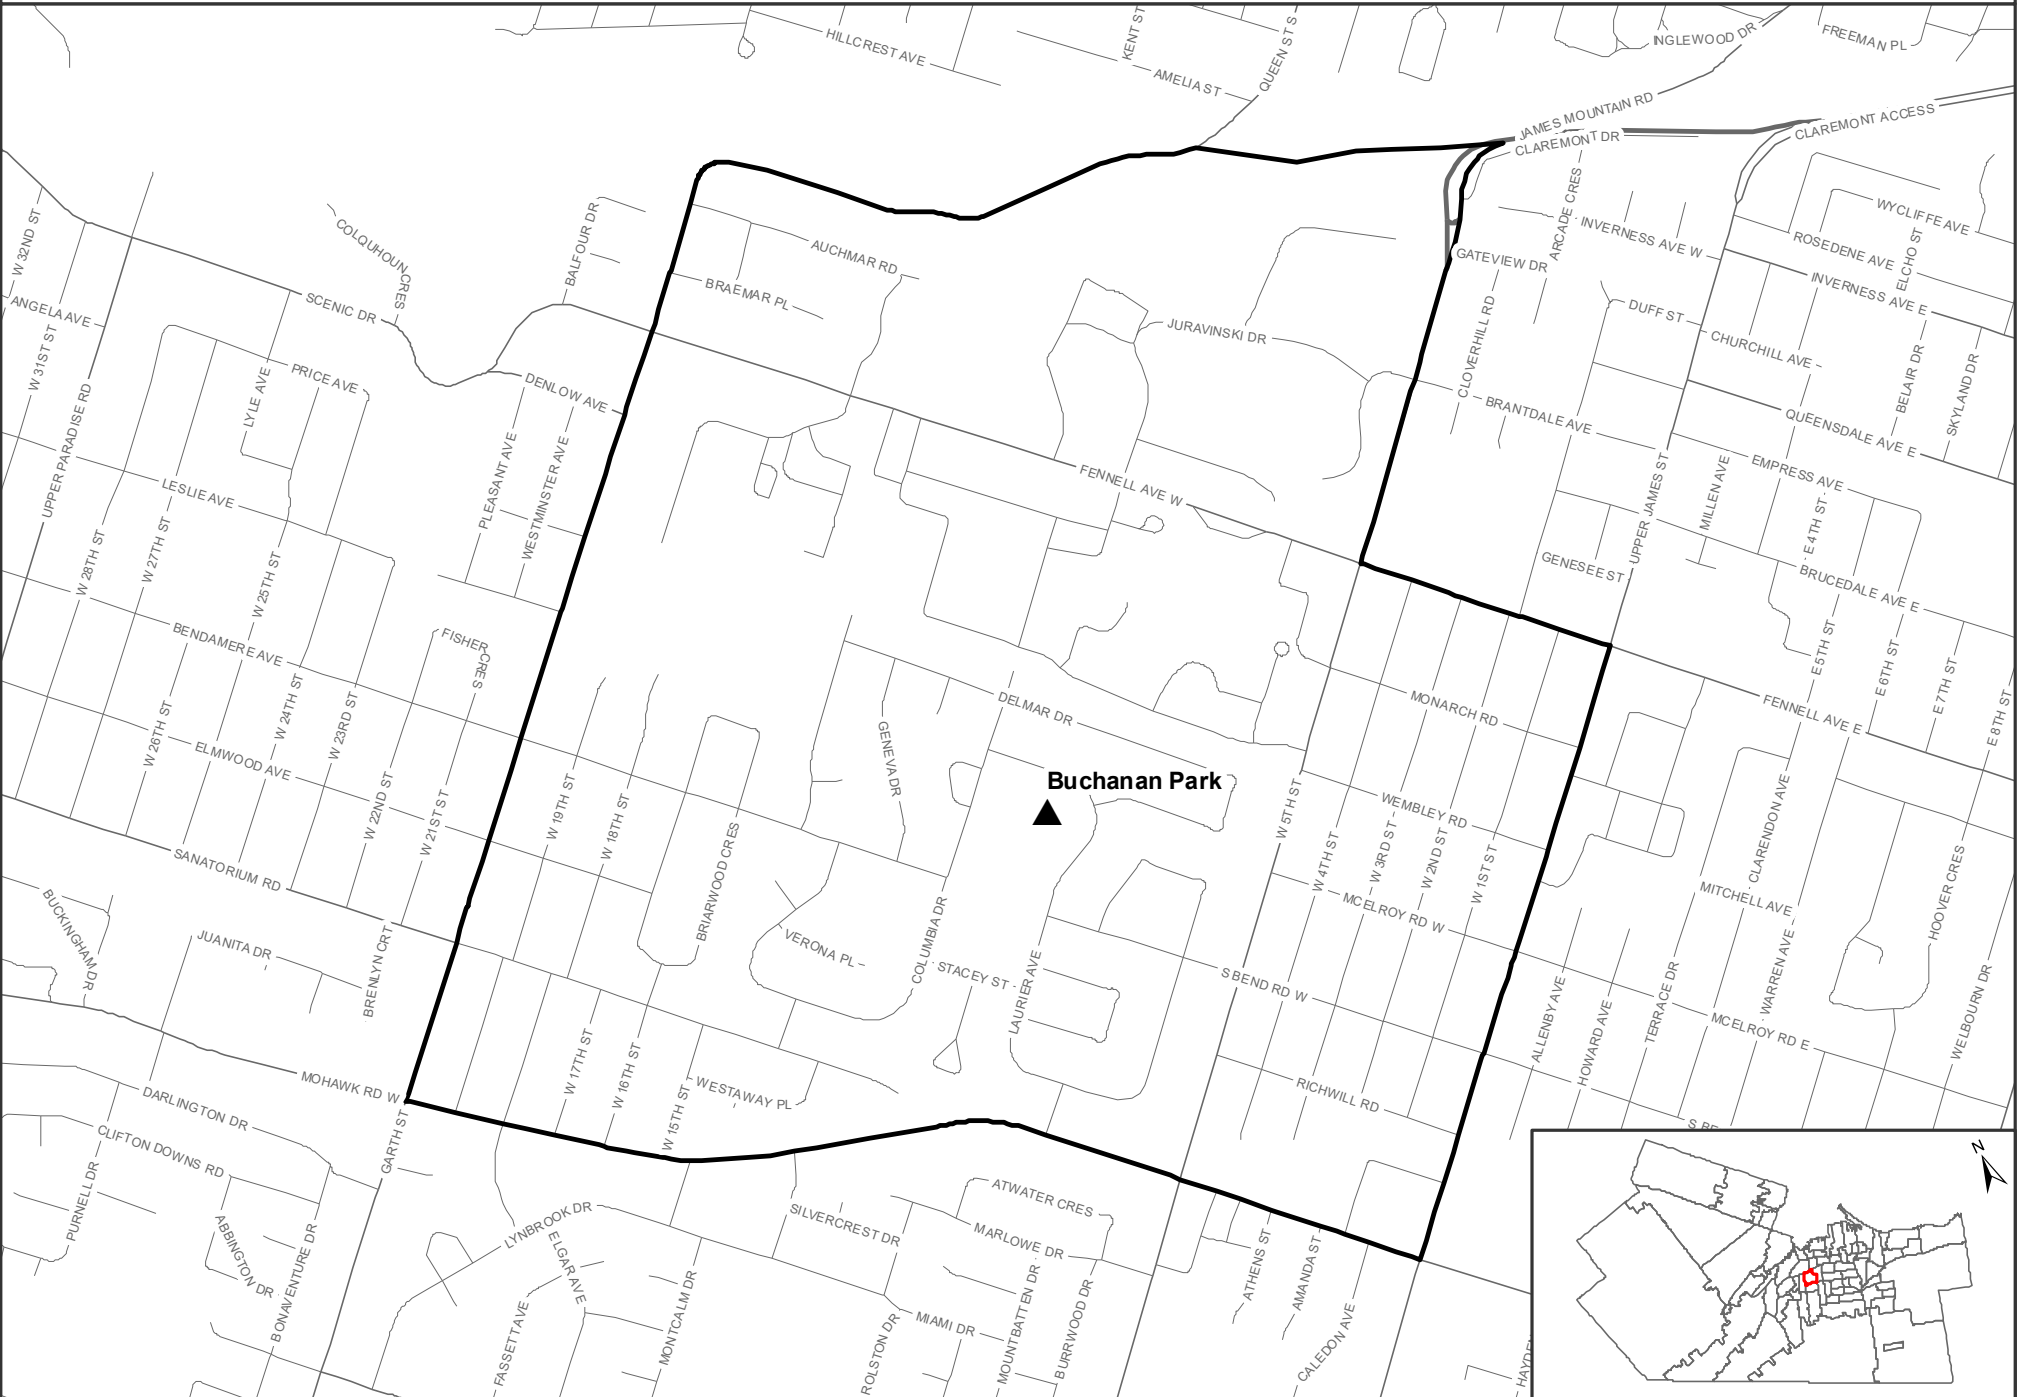 HILLCREST AVE
KENT ST
QUEEN ST S
AMELIA ST
INGLEWOOD DR
FREEMAN PL
JAMES MOUNTAIN RD
CLAREMONT DR
CLAREMONT ACCESS
W 32ND ST
COLQUHOUN CRES
BALFOUR DR
AUCHMAR RD
BRAEMAR PL
ARCADE CRES
INVERNESS AVE W
WYCLIFFE AVE
ROSEDENE AVE
ELCHO ST
GATEVIEW DR
INVERNESS AVE E
ANGELA AVE
SCENIC DR
JURAVINSKI DR
CLOVERHILL RD
DUFF ST
CHURCHILL AVE
W 31ST ST
PRICE AVE
LYLE AVE
DENLOW AVE
BELAIR DR
SKYLAND DR
UPPER PARADISE RD
PLEASANT AVE
WESTMINSTER AVE
BRANTDALE AVE
QUEENSDALE AVE E
FENNELL AVE W
EMPRESS AVE
LESLIE AVE
UPPER JAMES ST
MILLEN AVE
E 4TH ST
W 28TH ST
W 27TH ST
W 25TH ST
GENESEE ST
BRUCEDALE AVE E
BENDAMERE AVE
FISHER CRES
E 5TH ST
E 6TH ST
E 7TH ST
E 8TH ST
W 26TH ST
W 24TH ST
W 23RD ST
DELMAR DR
MONARCH RD
FENNELL AVE E
GENEVA DR
ELMWOOD AVE
Buchanan Park
W 22ND ST
W 21ST ST
W 19TH ST
W 18TH ST
BRIARWOOD CRES
W 5TH ST
WEMBLEY RD
W 4TH ST
W 3RD ST
W 2ND ST
W 1ST ST
CLARENDON AVE
SANATORIUM RD
MITCHELL AVE
HOOVER CRES
MCELROY RD W
BUCKINGHAM DR
JUANITA DR
BRENLYN CRT
VERONA PL
STACEY ST
COLUMBIA DR
LAURIER AVE
S BEND RD W
ALLENBY AVE
HOWARD AVE
TERRACE DR
WARREN AVE
MCELROY RD E
WELBOURN DR
W 17TH ST
W 16TH ST
W 15TH ST
WESTAWAY PL
RICHWILL RD
MOHAWK RD W
DARLINGTON DR
CLIFTON DOWNS RD
GARTH ST
S BE
PURNELL DR
ABBINGTON DR
BONAVENTURE DR
LYNBROOK DR
ELGAR AVE
FASSETT AVE
MONTCALM DR
SILVERCREST DR
ATWATER CRES
MARLOWE DR
ROLSTON DR
MIAMI DR
MOUNTBATTEN DR
BURRWOOD DR
ATHENS ST
AMANDA ST
CALEDON AVE
HAYDE
N